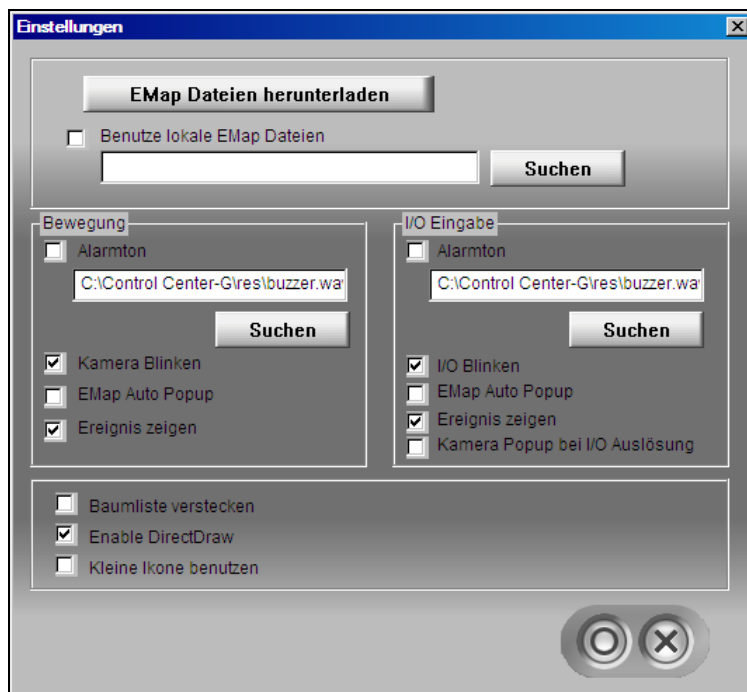 Einstellungen
EMap Dateien herunterladen
Benutze lokale EMap Dateien
Suchen
Bewegung
Alarmton
C:\Control Center-G\res\buzzer.wav
Suchen
Kamera Blinken
EMap Auto Popup
Ereignis zeigen
I/O Eingabe
Alarmton
C:\Control Center-G\res\buzzer.wav
Suchen
I/O Blinken
EMap Auto Popup
Ereignis zeigen
Kamera Popup bei I/O Auslösung
Baumliste verstecken
Enable DirectDraw
Kleine Ikone benutzen